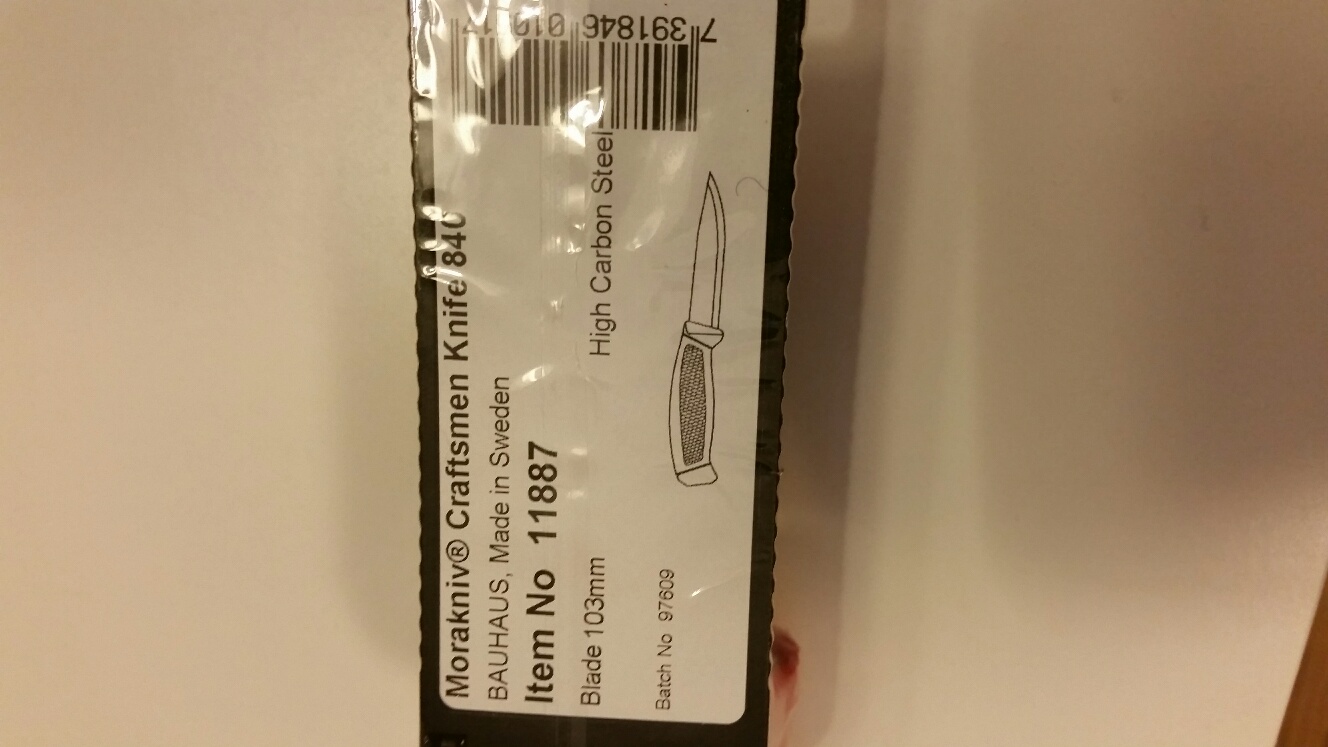 Morakniv® Craftsmen Knife 840
BAUHAUS, Made in Sweden
Item No 11887
Blade 103mm
High Carbon Steel
Batch No 97609
7 391846